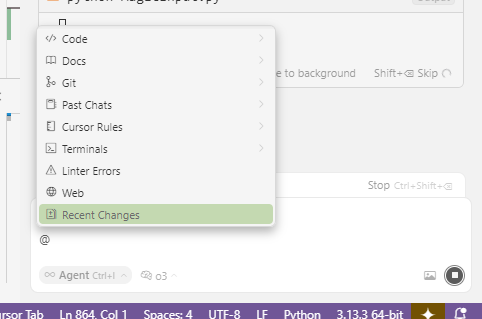 Output
Code
Docs
e to background Shift+⌫ Skip
Git
Past Chats
Cursor Rules
Terminals
Linter Errors
Web
Stop Ctrl+Shift+⌫
Recent Changes
@
Agent Ctrl+I o3
ursor Tab Ln 864, Col 1 Spaces: 4 UTF-8 LF Python 3.13.3 64-bit